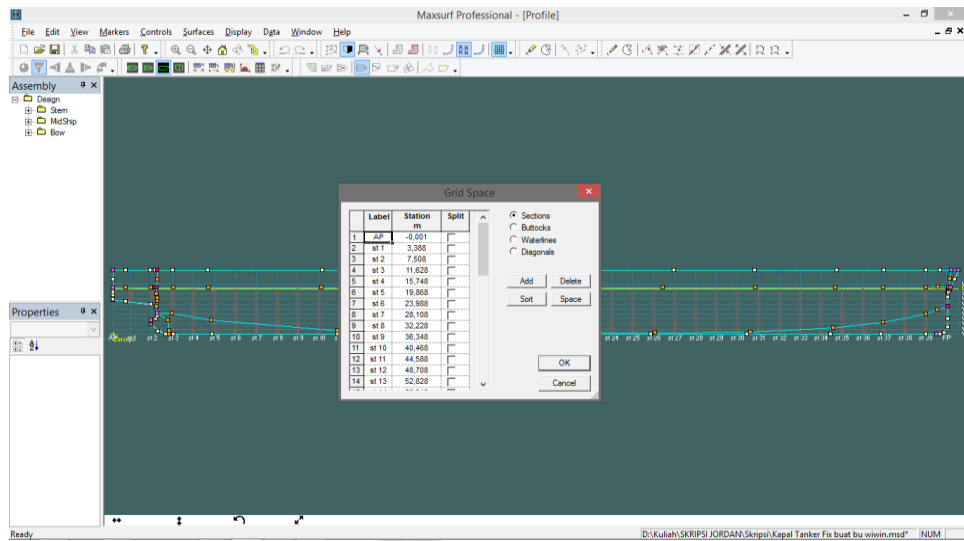 Maxsurf Professional - [Profile]
File Edit View Markers Controls Surfaces Display Data Window Help
Assembly
Design
Stern
MidShip
Bow
Grid Space
Label Station m Split
1 AP -0,001
2 st 1 3,388
3 st 2 7,508
4 st 3 11,628
5 st 4 15,748
6 st 5 19,868
7 st 6 23,988
8 st 7 28,108
9 st 8 32,228
10 st 9 36,348
11 st 10 40,468
12 st 11 44,588
13 st 12 48,708
14 st 13 52,828
Sections
Buttocks
Waterlines
Diagonals
Add Delete
Sort Space
OK
Cancel
Properties
st 2 st 3 st 4 st 5 st 6 st 7 st 8 st 9 st 10 st 24 st 25 st 26 st 27 st 28 st 29 st 30 st 31 st 32 st 33 st 34 st 35 st 36 st 37 st 38 st 39 FP
Ready D:\Kuliah\SKRIPSI JORDAN\Skripsi\Kapal Tanker Fix buat bu wiwin.msd* NUM